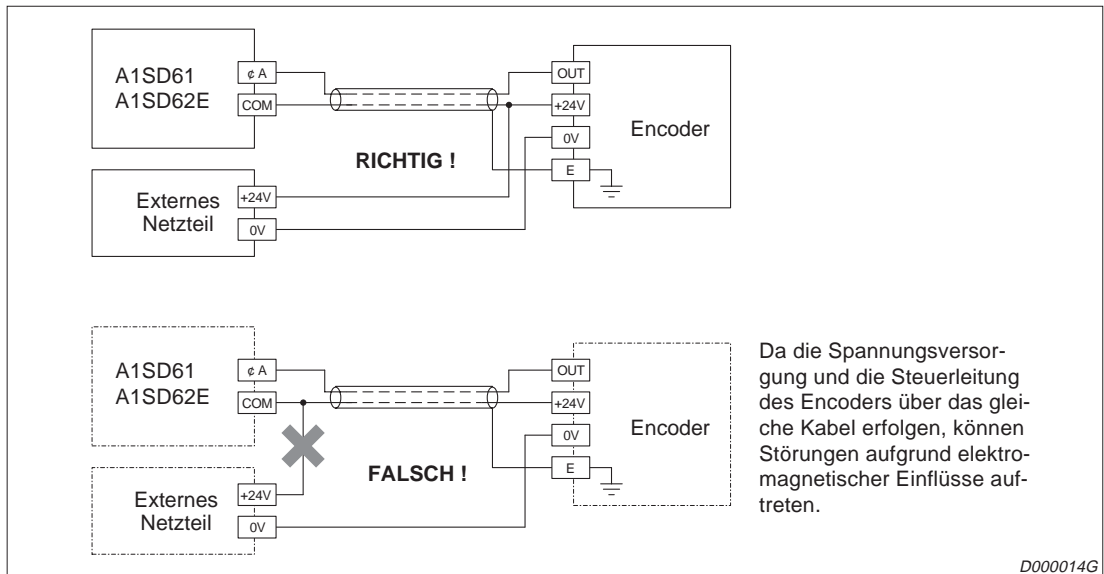 A1SD61
A1SD62E
¢ A
COM
OUT
+24V
0V
E
Encoder
RICHTIG !
Externes
Netzteil
+24V
0V
A1SD61
A1SD62E
¢ A
COM
OUT
+24V
0V
E
Encoder
FALSCH !
Externes
Netzteil
+24V
0V
Da die Spannungsversor-
gung und die Steuerleitung
des Encoders über das glei-
che Kabel erfolgen, können
Störungen aufgrund elektro-
magnetischer Einflüsse auf-
treten.
D000014G